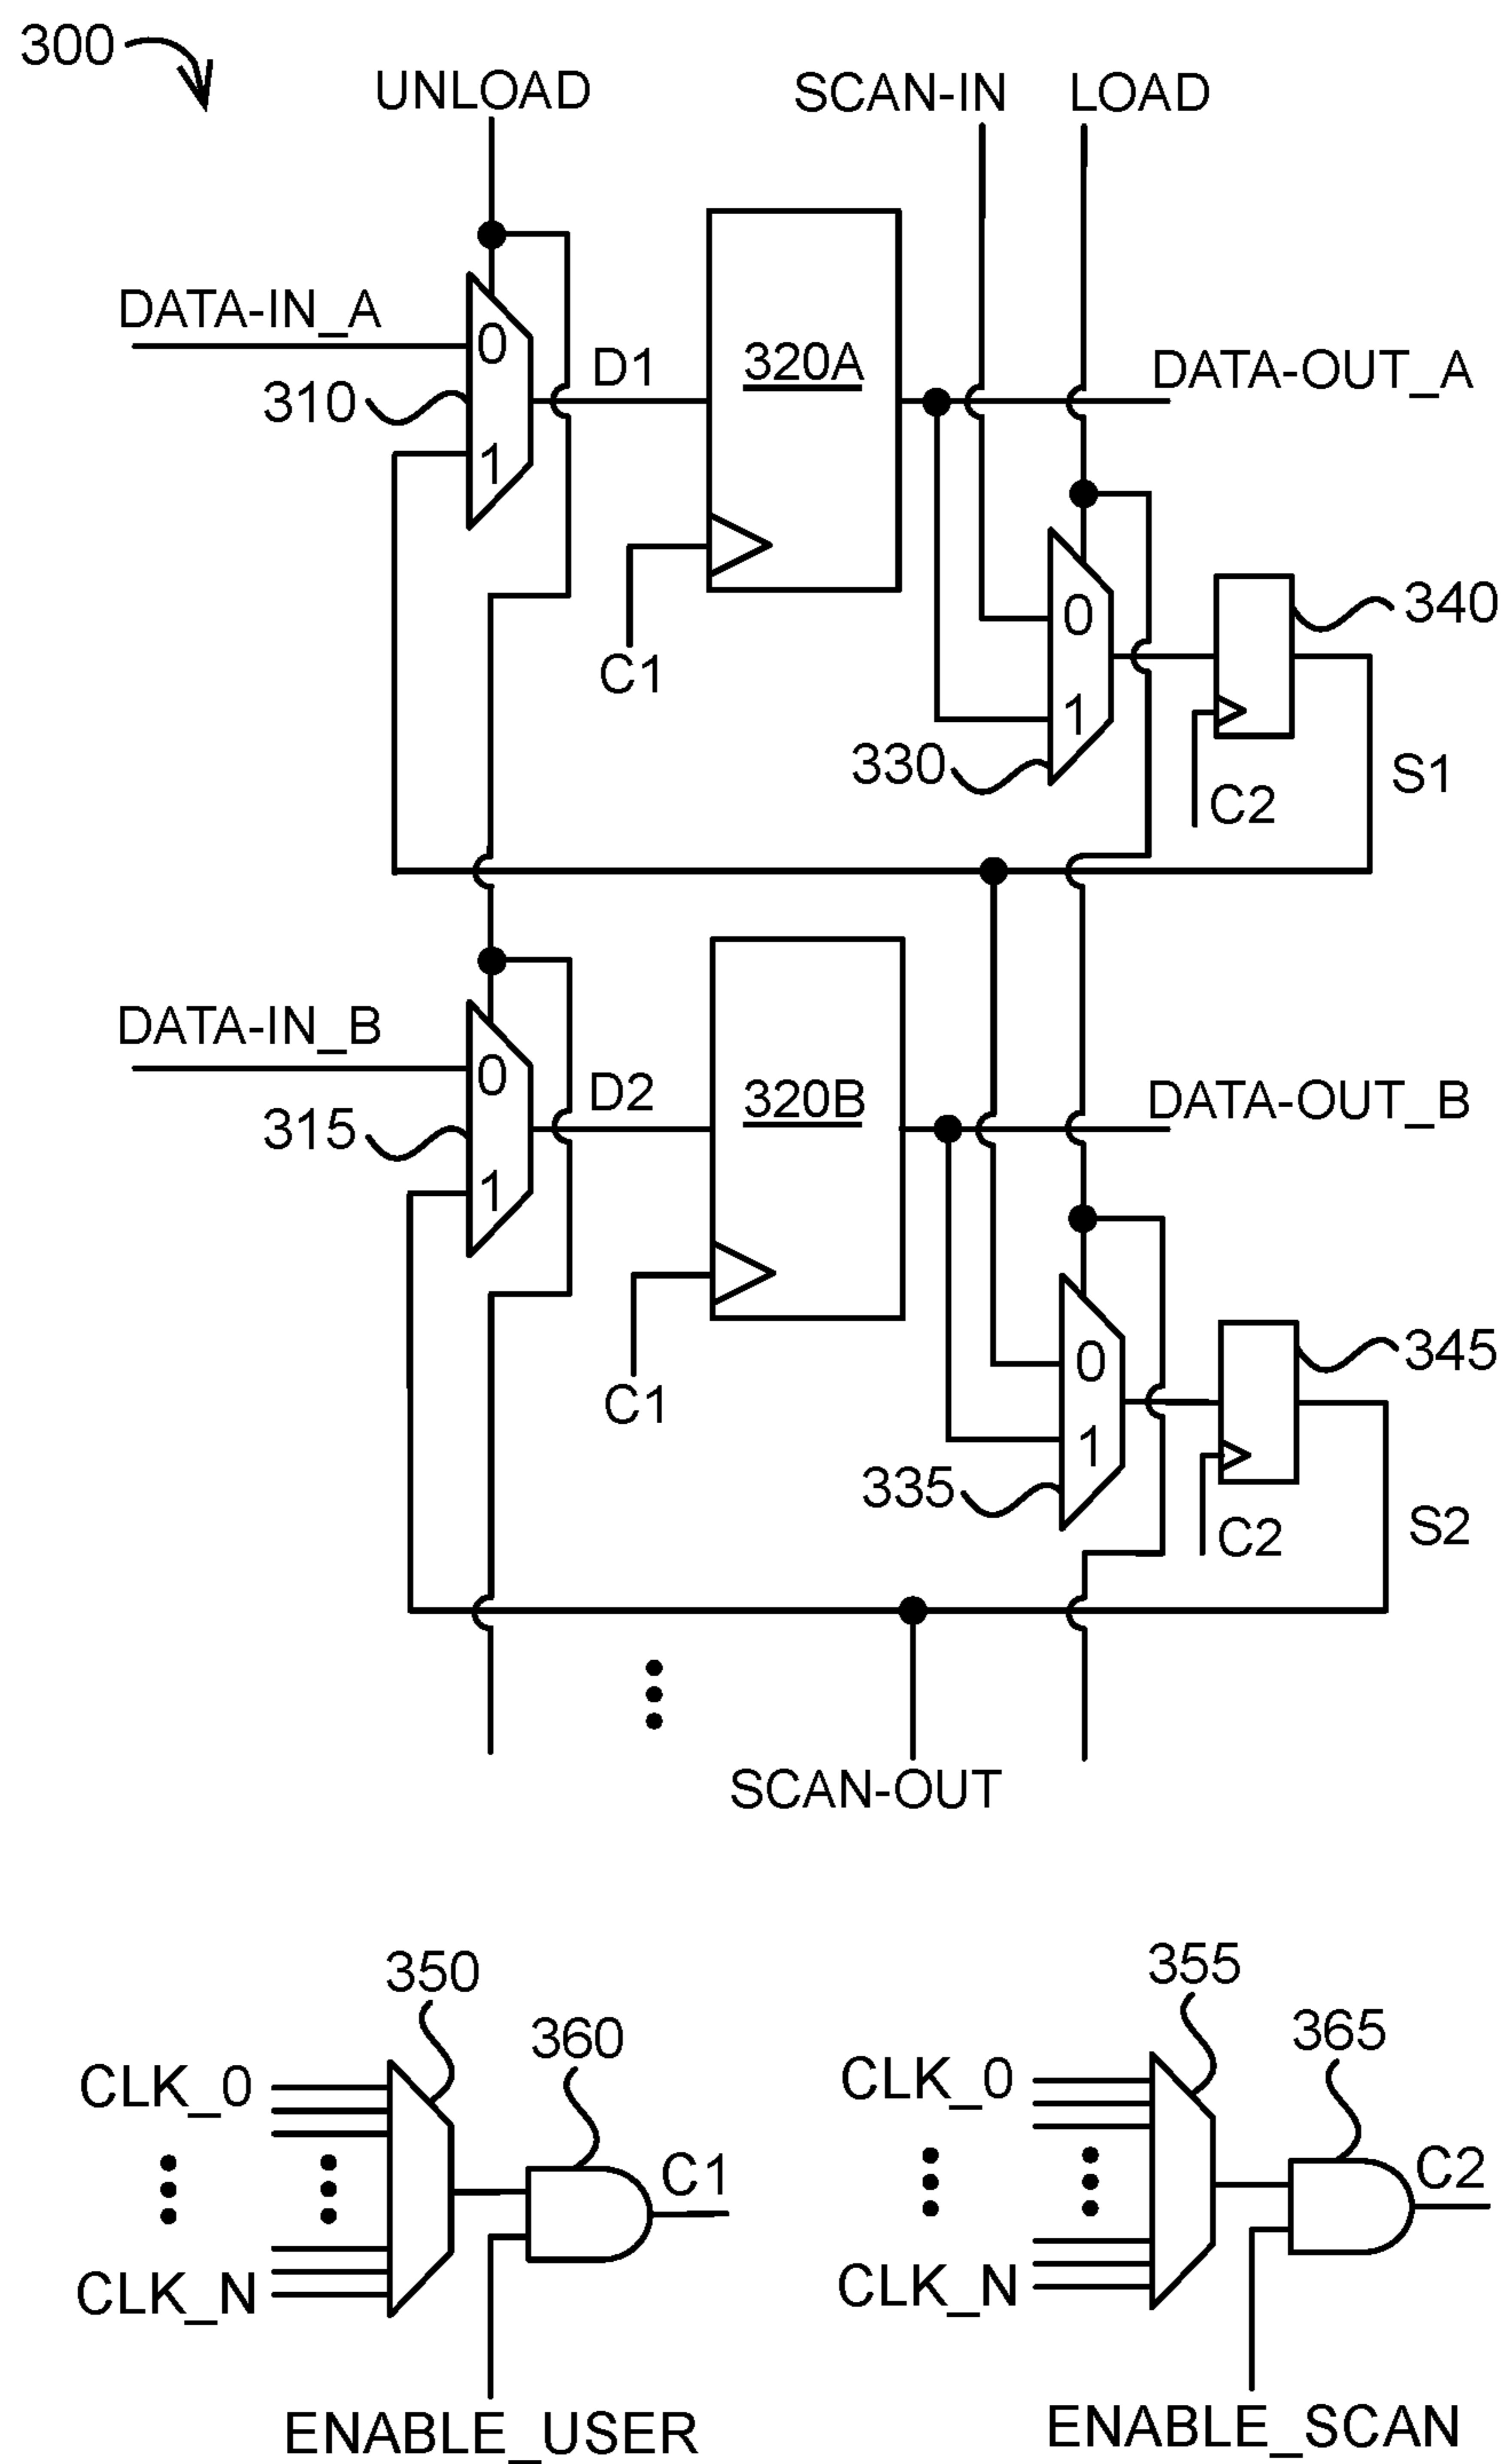 300
UNLOAD
SCAN-IN
LOAD
DATA-IN_A
0
310
1
D1
320A
DATA-OUT_A
C1
0
1
330
340
C2
S1
DATA-IN_B
0
315
1
D2
320B
DATA-OUT_B
C1
0
1
335
345
C2
S2
SCAN-OUT
350
360
CLK_0
CLK_N
C1
ENABLE_USER
355
365
CLK_0
CLK_N
C2
ENABLE_SCAN